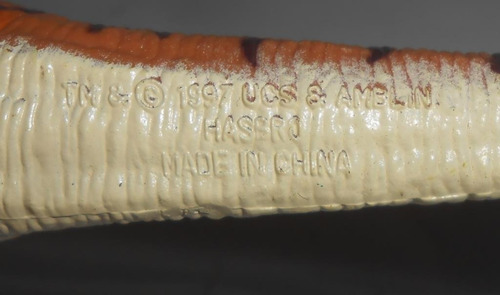 TM & © 1997 UCS & AMBLIN.
HASBRO
MADE IN CHINA